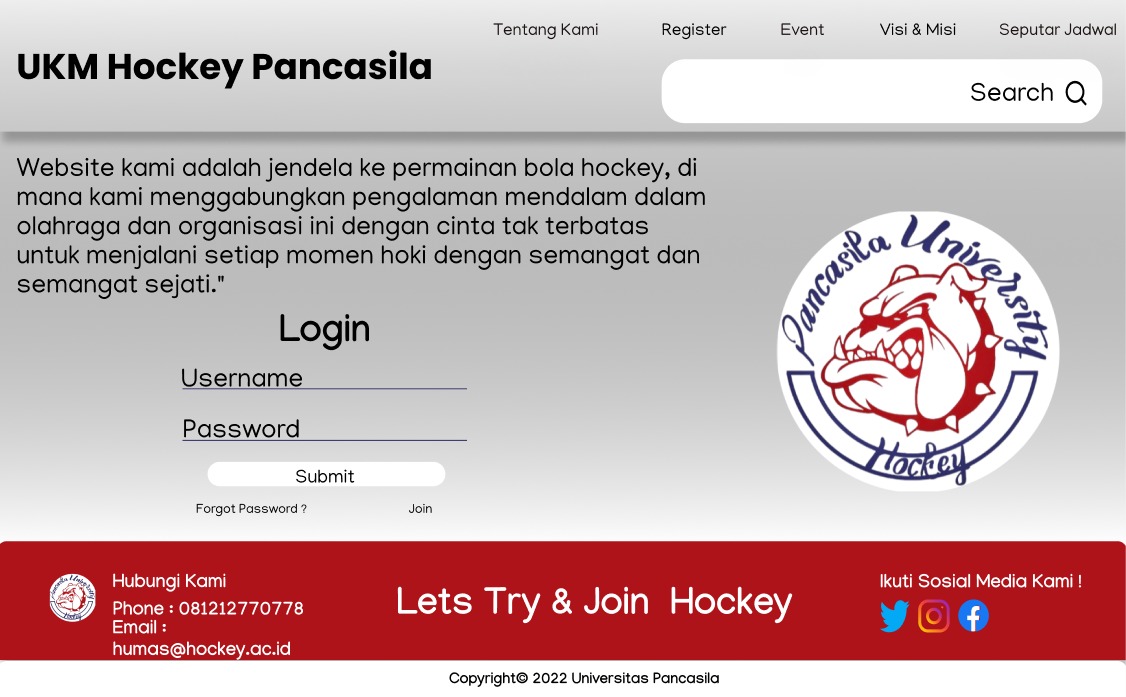 Tentang Kami Register Event Visi & Misi Seputar Jadwal
UKM Hockey Pancasila
Search
Website kami adalah jendela ke permainan bola hockey, di
mana kami menggabungkan pengalaman mendalam dalam
olahraga dan organisasi ini dengan cinta tak terbatas
untuk menjalani setiap momen hoki dengan semangat dan
semangat sejati."
Pancasila University
Hockey
Login
Username
Password
Submit
Forgot Password ? Join
Pancasila University
Hockey
Hubungi Kami
Phone : 081212770778
Email :
humas@hockey.ac.id
Lets Try & Join Hockey
Ikuti Sosial Media Kami !
Copyright© 2022 Universitas Pancasila